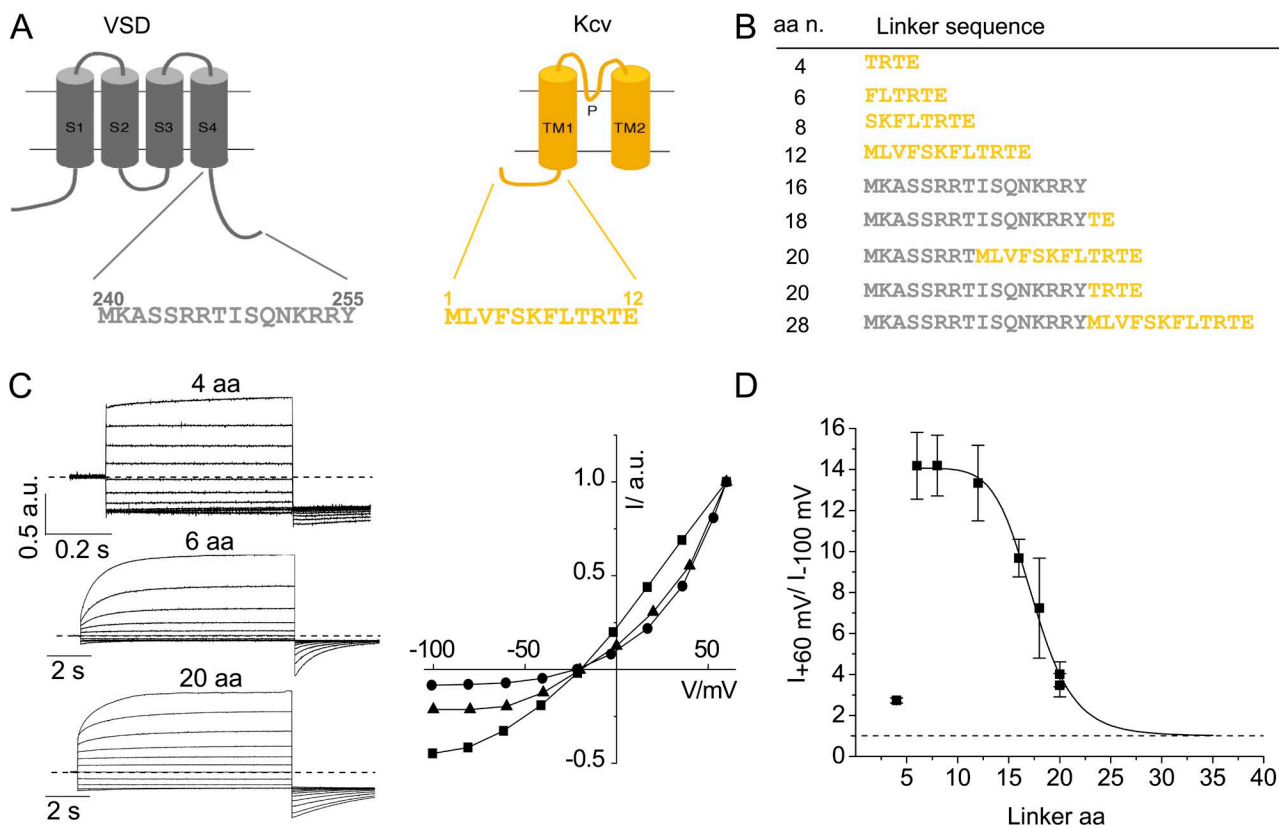 A
VSD
S1 S2 S3 S4
240 255
MKASSRRTISQNKRRY
Kcv
TM1 P TM2
1 12
MLVFSKFLTRTE
B
aa n. Linker sequence
4 TRTE
6 FLTRTE
8 SKFLTRTE
12 MLVFSKFLTRTE
16 MKASSRRTISQNKRRY
18 MKASSRRTISQNKRRYTE
20 MKASSRRTMLVFSKFLTRTE
20 MKASSRRTISQNKRRYTRTE
28 MKASSRRTISQNKRRYMLVFSKFLTRTE
C
4 aa
0.5 a.u.
0.2 s
6 aa
2 s
20 aa
2 s
I/ a.u.
1.0
0.5
-100 -50 0 50
V/mV
-0.5
D
I+60 mV/ I-100 mV
16
14
12
10
8
6
4
2
0
5 10 15 20 25 30 35 40
Linker aa